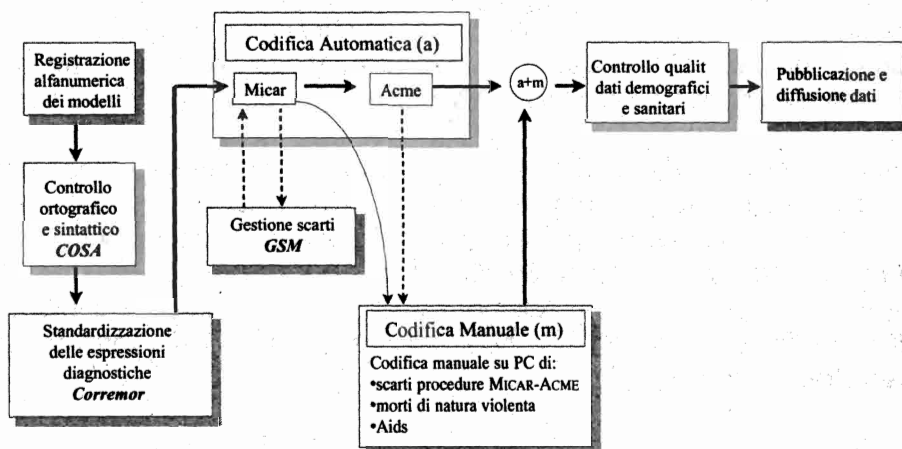 Registrazione
alfanumerica
dei modelli
Controllo
ortografico
e sintattico
COSA
Standardizzazione
delle espressioni
diagnostiche
Corremor
Codifica Automatica (a)
Micar
Acme
Gestione scarti
GSM
Codifica Manuale (m)
Codifica manuale su PC di:
•scarti procedure MICAR-ACME
•morti di natura violenta
•Aids
a+m
Controllo qualit
dati demografici
e sanitari
Pubblicazione e
diffusione dati